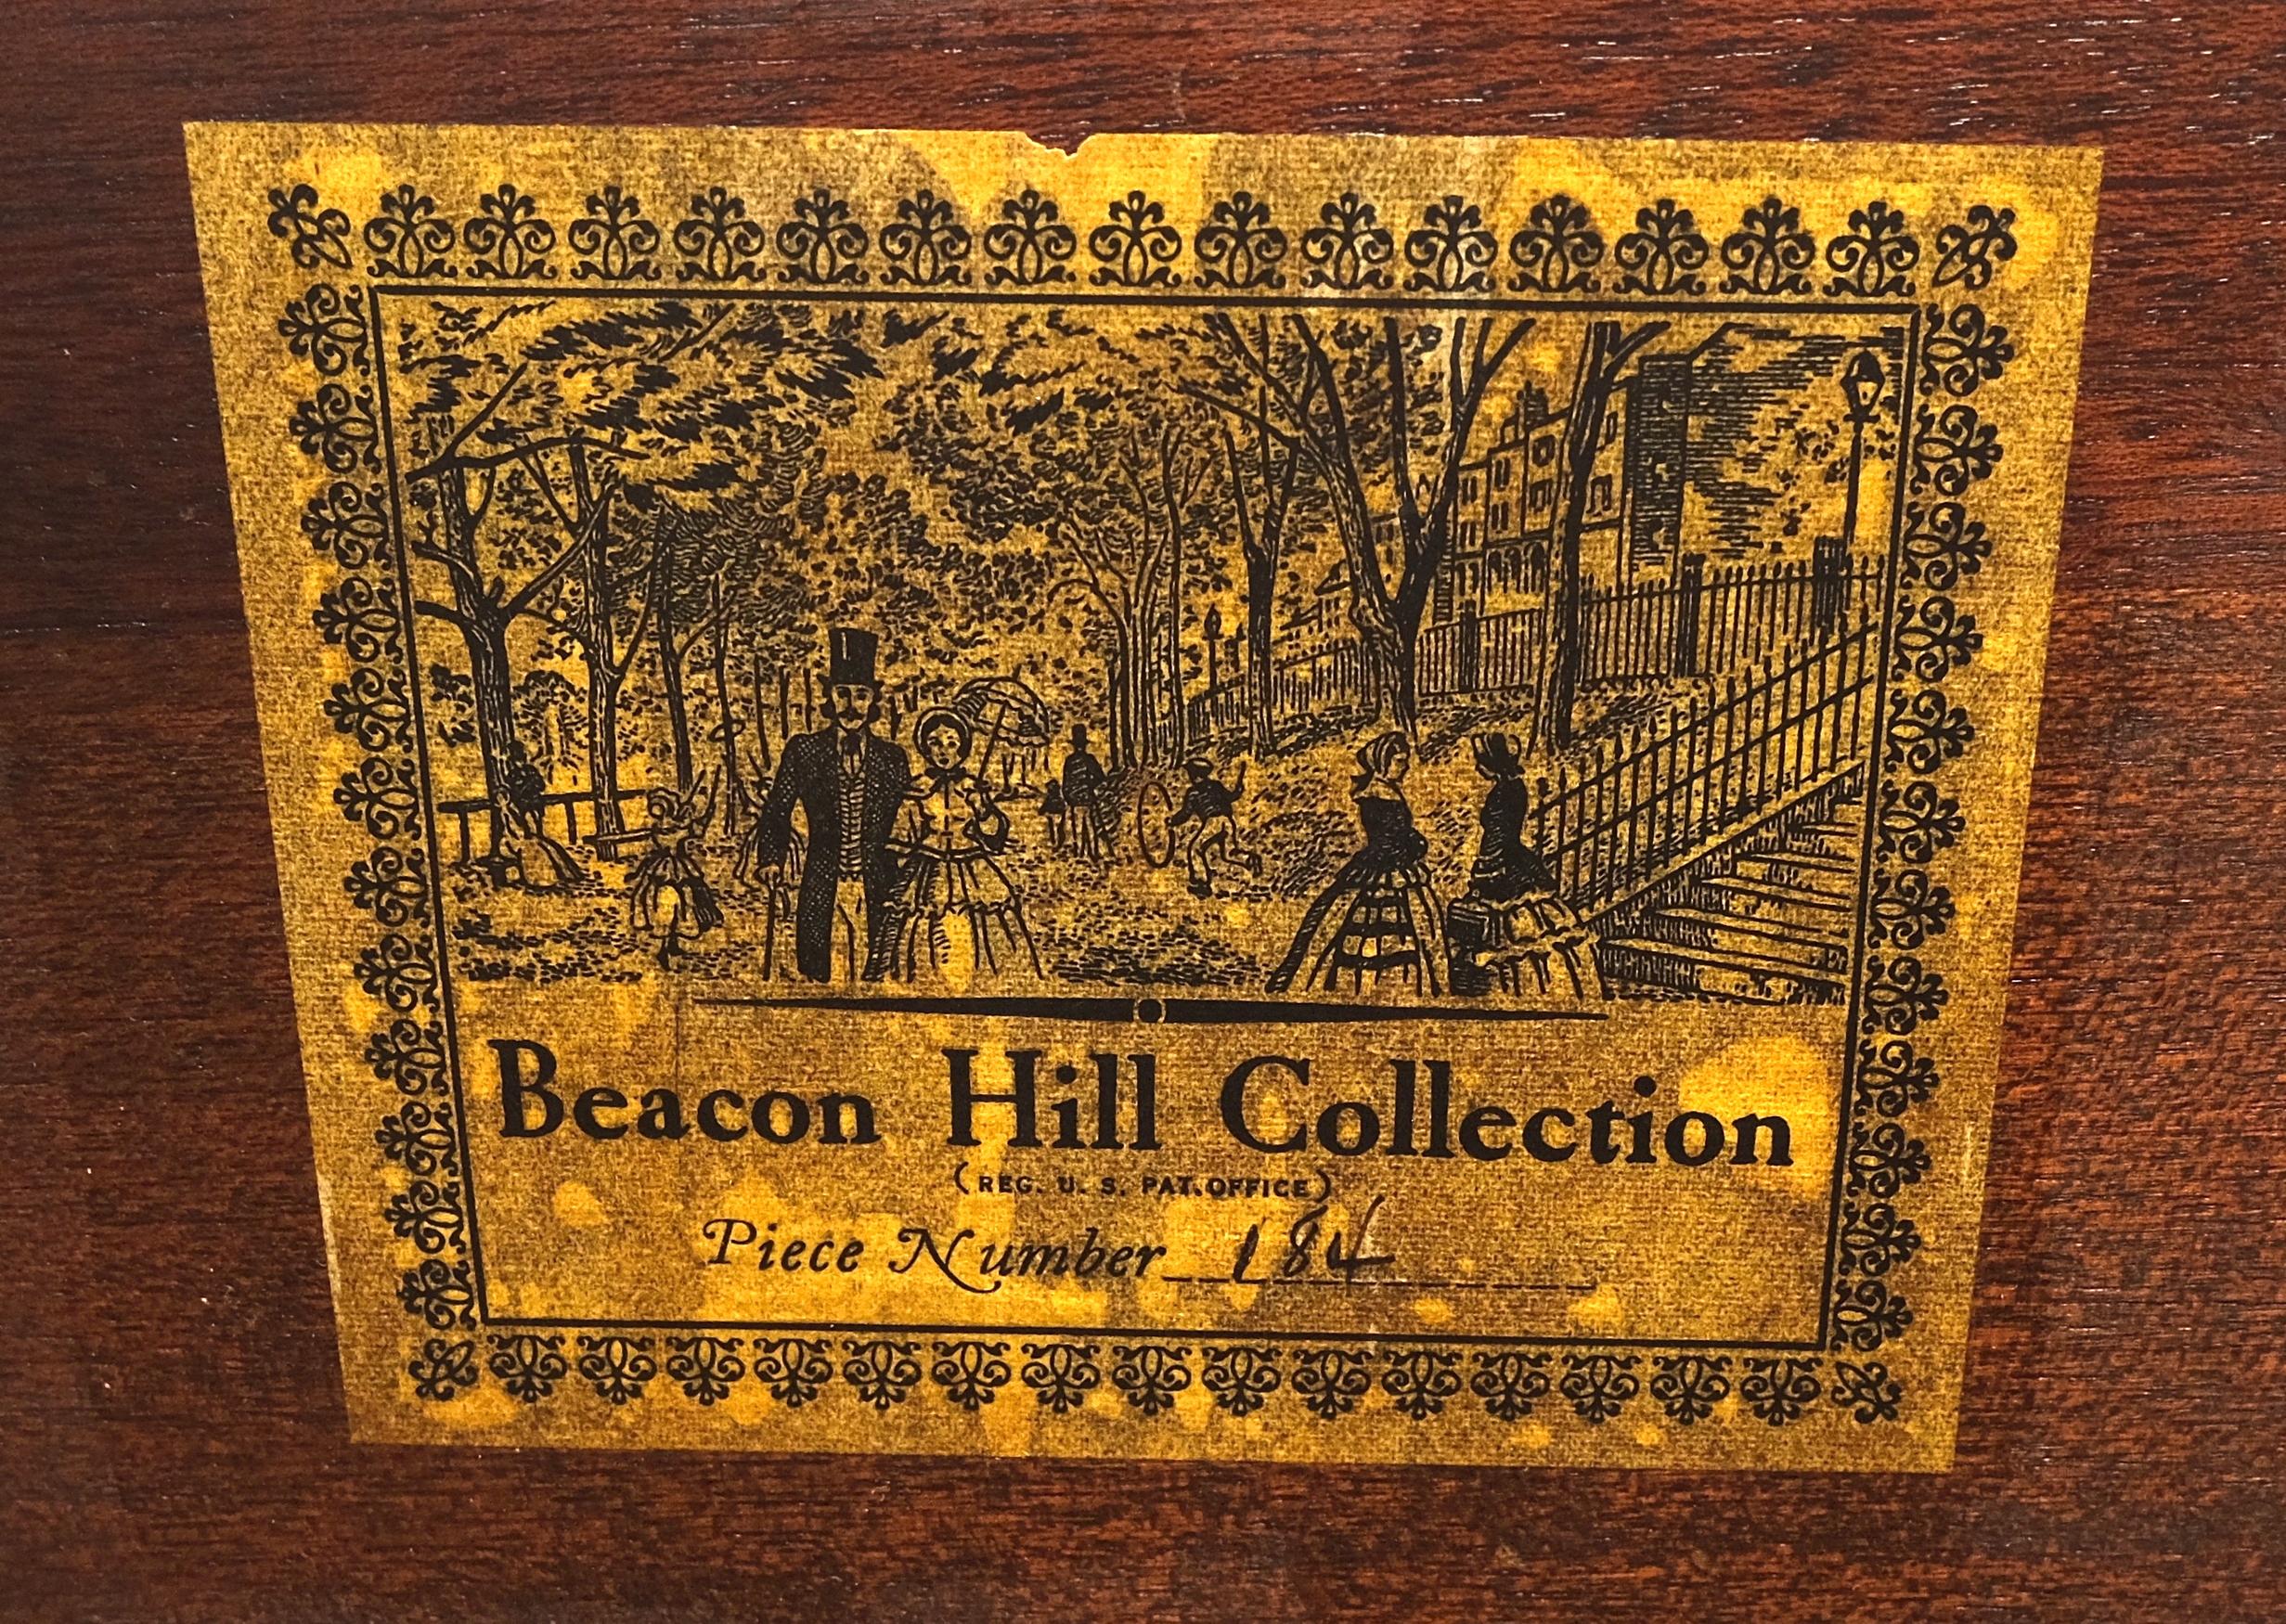 Beacon Hill Collection
(REG. U. S. PAT. OFFICE)
Piece Number 184